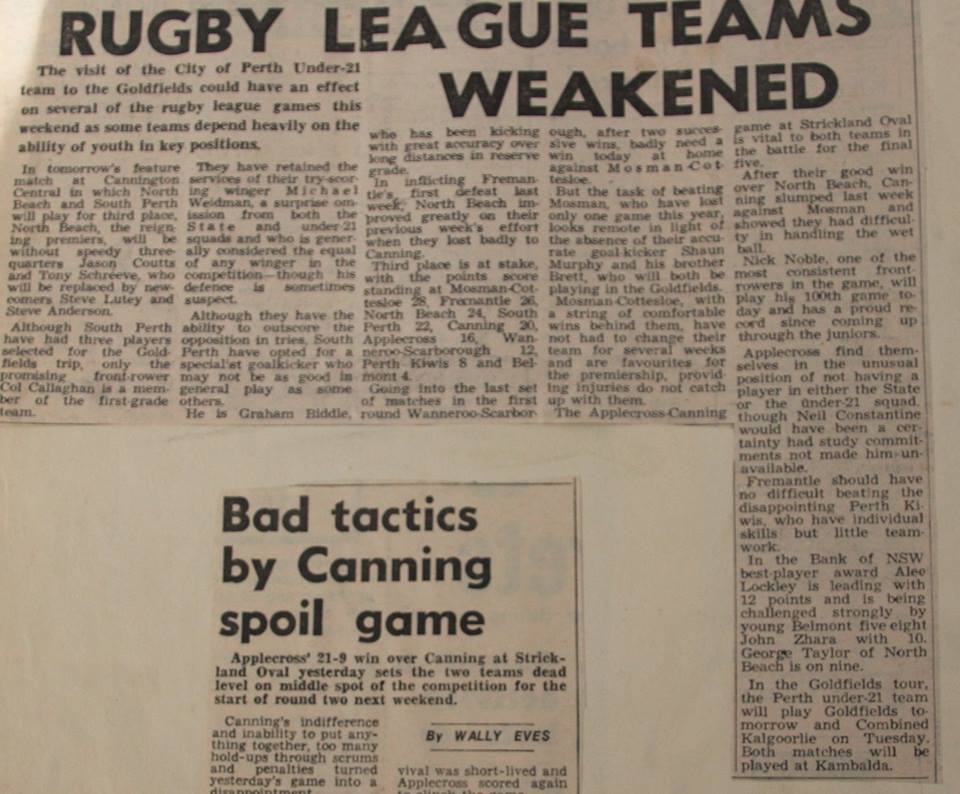 RUGBY LEAGUE TEAMS
WEAKENED
The visit of the City of Perth Under-21
team to the Goldfields could have an effect
on several of the rugby league games this
weekend as some teams depend heavily on the
ability of youth in key positions.
In tomorrow's feature
match at Cannington
Central in which North
Beach and South Perth
will play for third place,
North Beach, the reign-
ing premiers, will be
without speedy three-
quarters Jason Coutts
and Tony Schreeve, who
will be replaced by new-
comers Steve Lutey and
Steve Anderson.
Although South Perth
have had three players
selected for the Gold-
fields trip, only the
promising front-rower
Col Callaghan is a mem-
ber of the first-grade
team.
They have retained the
services of their try-scor-
ing winger Michael
Weidman, a surprise om-
ission from both the
State and under-21
squads and who is gener-
ally considered the equal
of any winger in the
competition—though his
defence is sometimes
suspect.
Although they have the
ability to outscore the
opposition in tries, South
Perth have opted for a
specialist goalkicker who
may not be as good in
general play as some
others.
He is Graham Biddle,
who has been kicking
with great accuracy over
long distances in reserve
grade.
In inflicting Freman-
tle's first defeat last
week, North Beach im-
proved greatly on their
previous week's effort
when they lost badly to
Canning.
Third place is at stake,
with the points score
standing at Mosman-Cot-
tesloe 28, Fremantle 26,
North Beach 24, South
Perth 22, Canning 20,
Applecross 16, Wan-
neroo-Scarborough 12,
Perth Kiwis 8 and Bel-
mont 4.
Going into the last set
of matches in the first
round Wanneroo-Scarbor-
ough, after two succes-
sive wins, badly need a
win today at home
against Mosman-Cot-
tesloe.
But the task of beating
Mosman, who have lost
only one game this year,
looks remote in light of
the absence of their accu-
rate goal-kicker Shaun
Murphy and his brother
Brett, who will both be
playing in the Goldfields.
Mosman-Cottesloe, with
a string of comfortable
wins behind them, have
not had to change their
team for several weeks
and are favourites for
the premiership, provid-
ing injuries do not catch
up with them.
The Applecross-Canning
game at Strickland Oval
is vital to both teams in
the battle for the final
five.
After their good win
over North Beach, Can-
ning slumped last week
against Mosman and
showed they had difficul-
ty in handling the wet
ball.
Nick Noble, one of the
most consistent front-
rowers in the game, will
play his 100th game to-
day and has a proud re-
cord since coming up
through the juniors.
Applecross find them-
selves in the unusual
position of not having a
player in either the State
or the under-21 squad,
though Neil Constantine
would have been a cer-
tainty had study commit-
ments not made him un-
available.
Fremantle should have
no difficult beating the
disappointing Perth Ki-
wis, who have individual
skills but little team-
work.
In the Bank of NSW
best-player award Alec
Lockley is leading with
12 points and is being
challenged strongly by
young Belmont five eight
John Zhara with 10.
George Taylor of North
Beach is on nine.
In the Goldfields tour,
the Perth under-21 team
will play Goldfields to-
morrow and Combined
Kalgoorlie on Tuesday.
Both matches will be
played at Kambalda.
Bad tactics
by Canning
spoil game
Applecross' 21-9 win over Canning at Strick-
land Oval yesterday sets the two teams dead
level on middle spot of the competition for the
start of round two next weekend.
Canning's indifference
and inability to put any-
thing together, too many
hold-ups through scrums
and penalties turned
yesterday's game into a
disappointment.
By WALLY EVES
vival was short-lived and
Applecross scored again